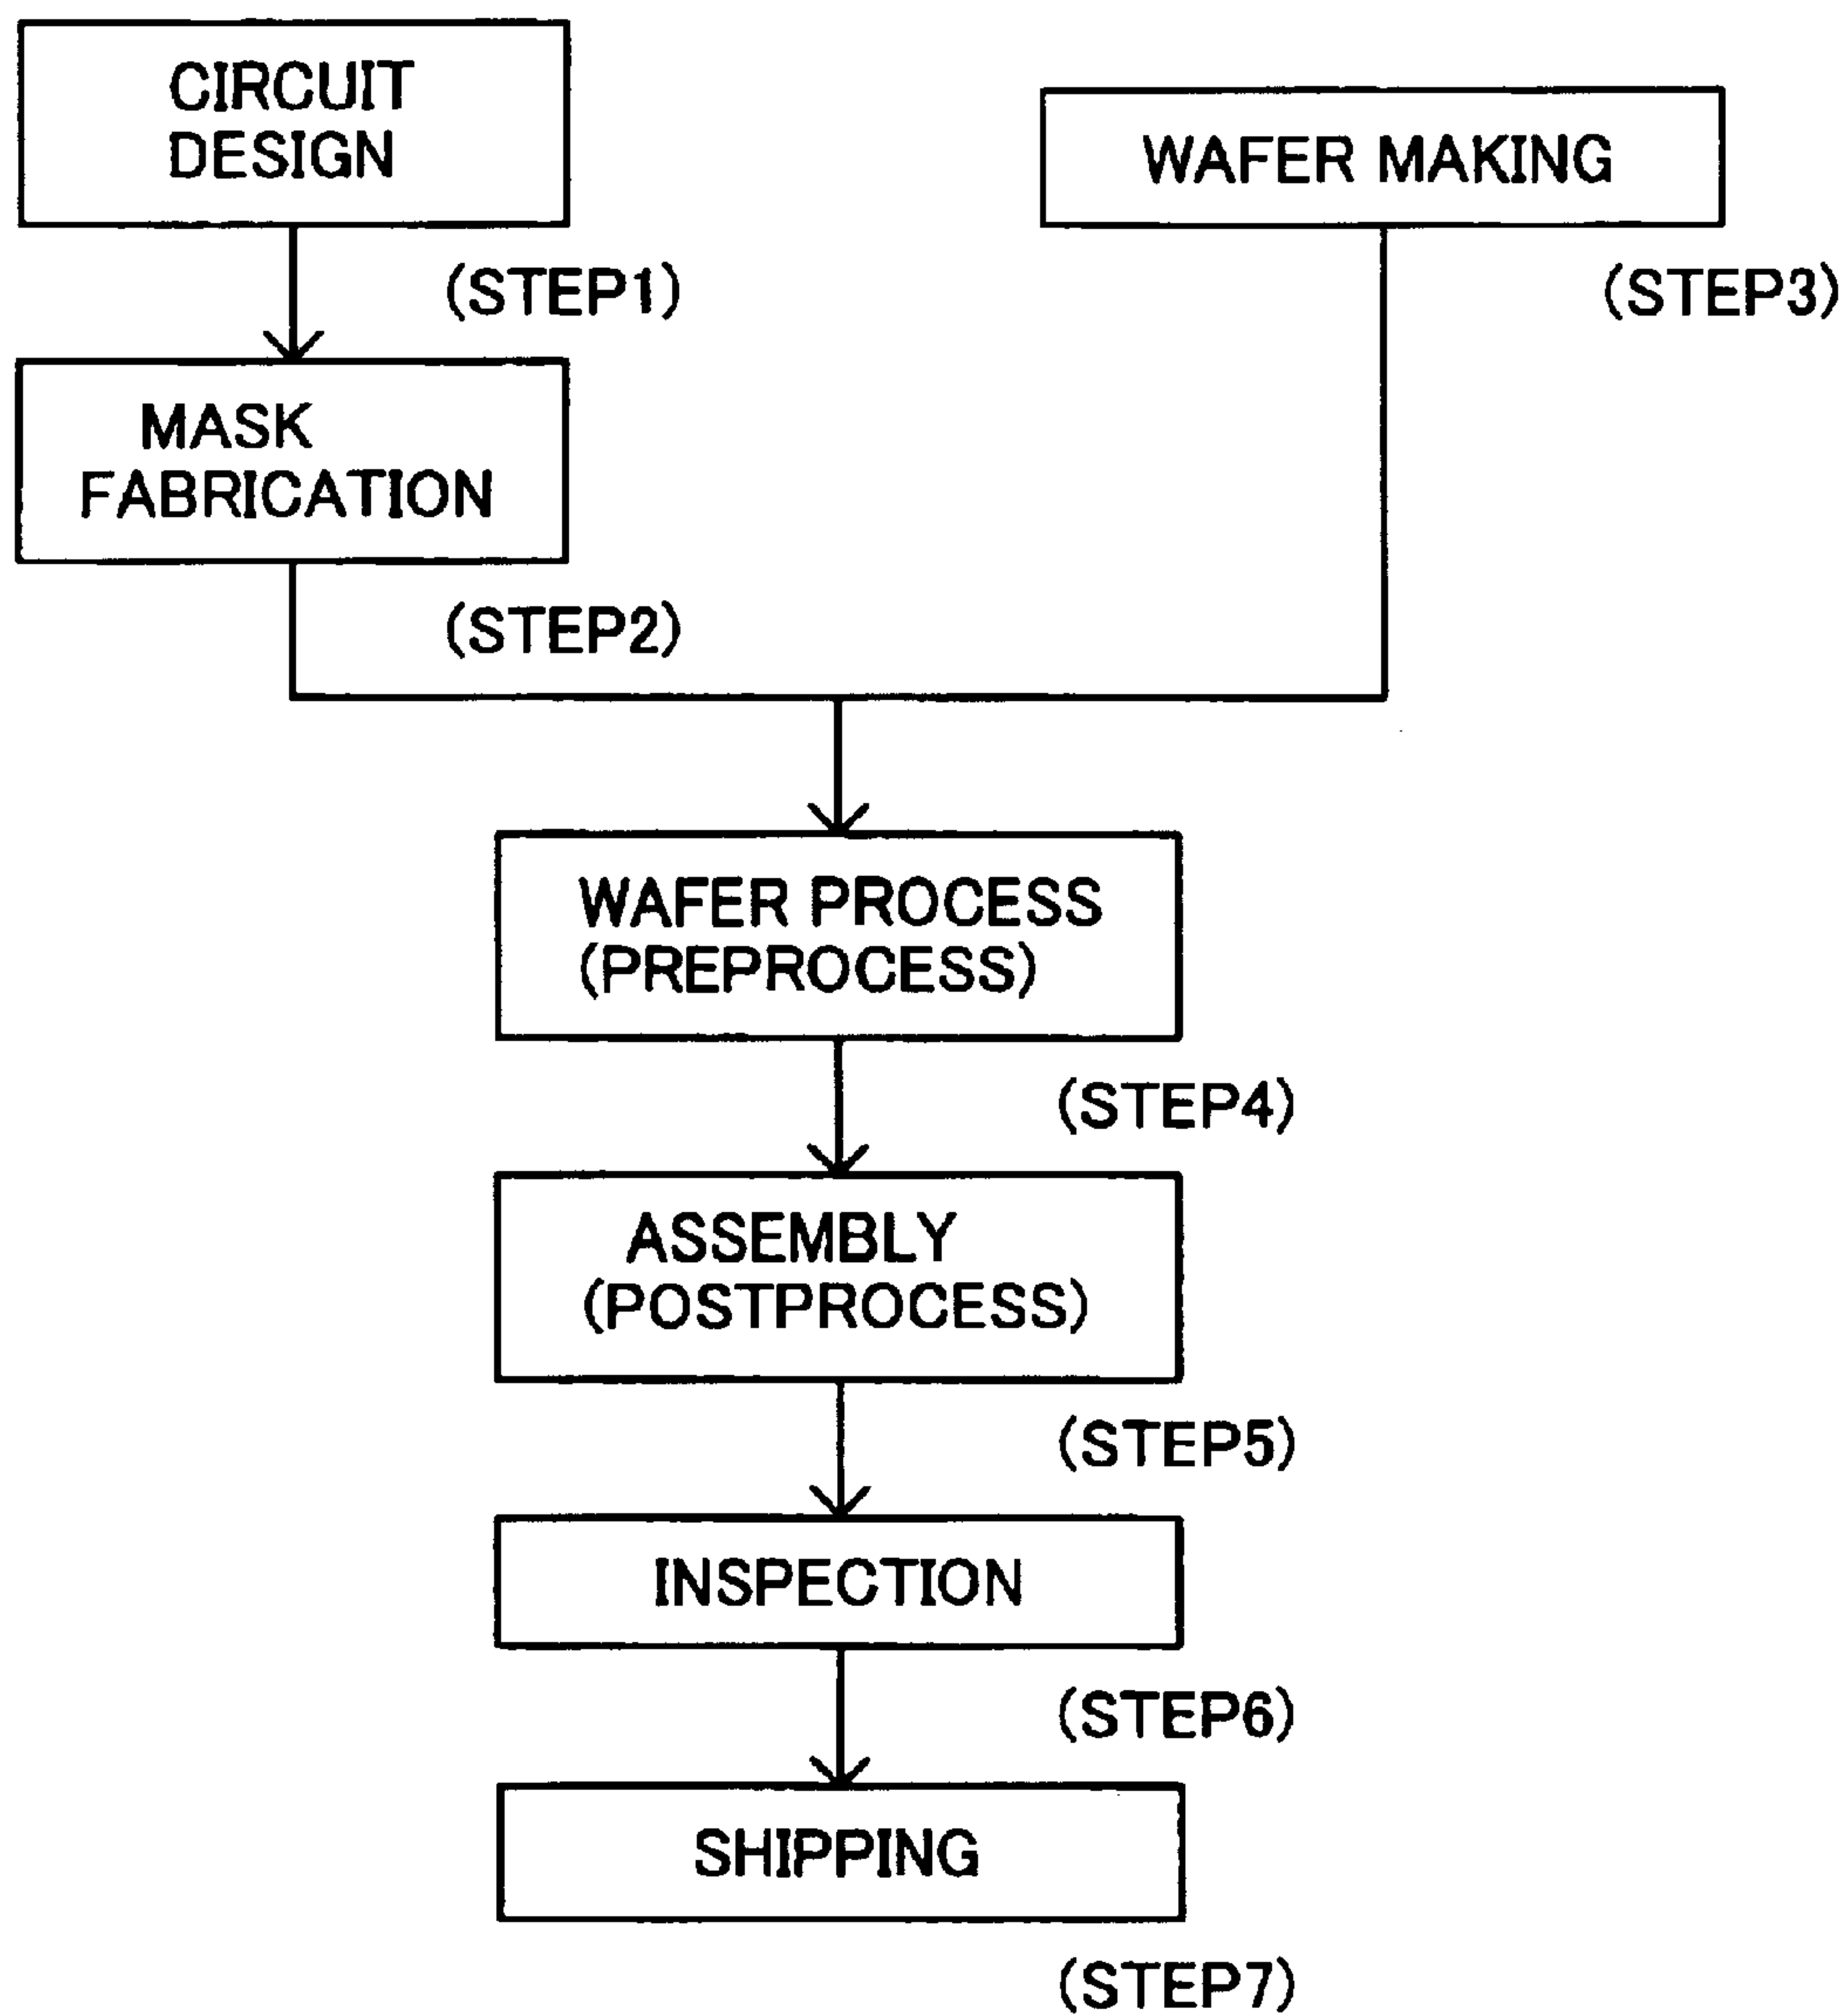 CIRCUIT
DESIGN
(STEP1)
MASK
FABRICATION
(STEP2)
WAFER MAKING
(STEP3)
WAFER PROCESS
(PREPROCESS)
(STEP4)
ASSEMBLY
(POSTPROCESS)
(STEP5)
INSPECTION
(STEP6)
SHIPPING
(STEP7)